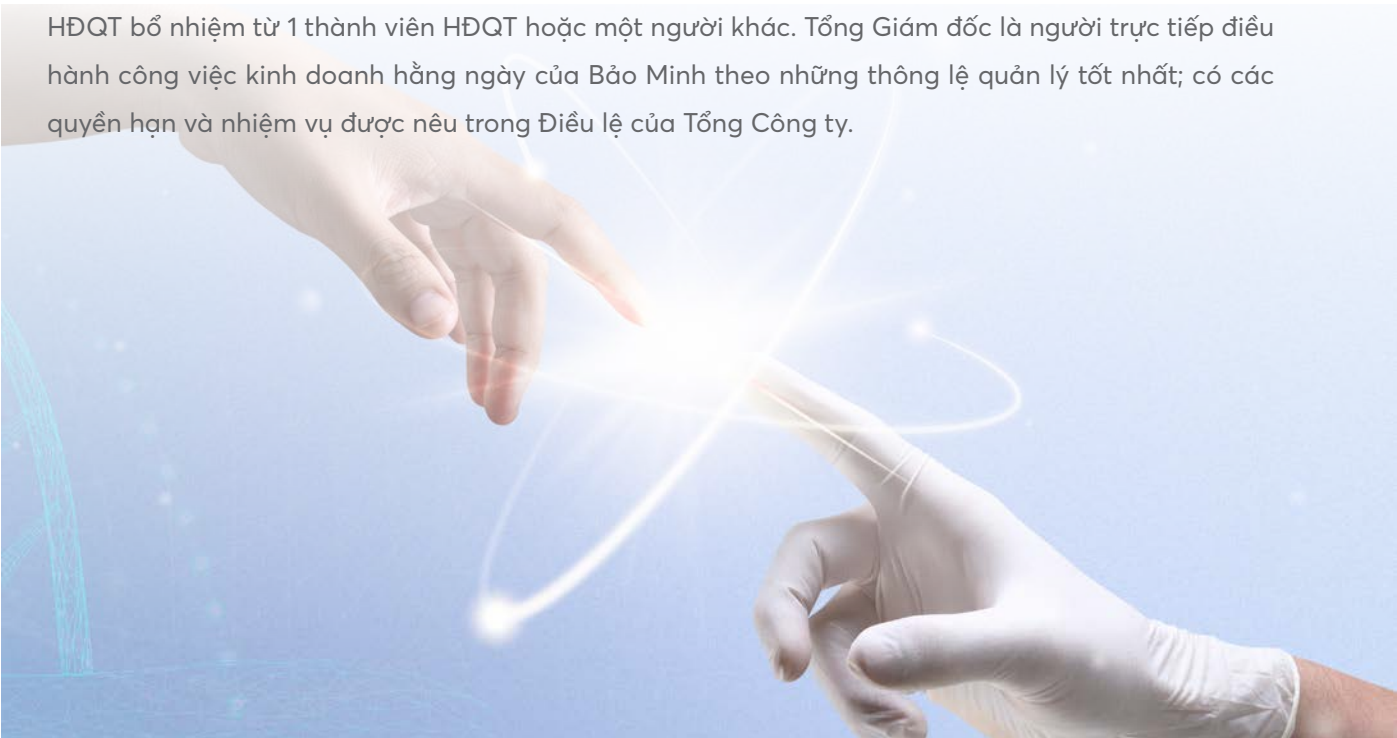 HĐQT bổ nhiệm từ 1 thành viên HĐQT hoặc một người khác. Tổng Giám đốc là người trực tiếp điều
hành công việc kinh doanh hằng ngày của Bảo Minh theo những thông lệ quản lý tốt nhất; có các
quyền hạn và nhiệm vụ được nêu trong Điều lệ của Tổng Công ty.